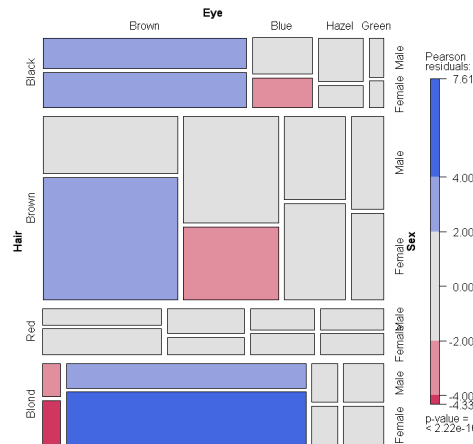 Eye
Brown Blue Hazel Green
Hair
Black
Brown
Red
Blond
Male
Female
Male
Female
Male
Female
Male
Female
Sex
Pearson
residuals:
7.61
4.00
2.00
0.00
-2.00
-4.00
-4.33
p-value =
< 2.22e-16